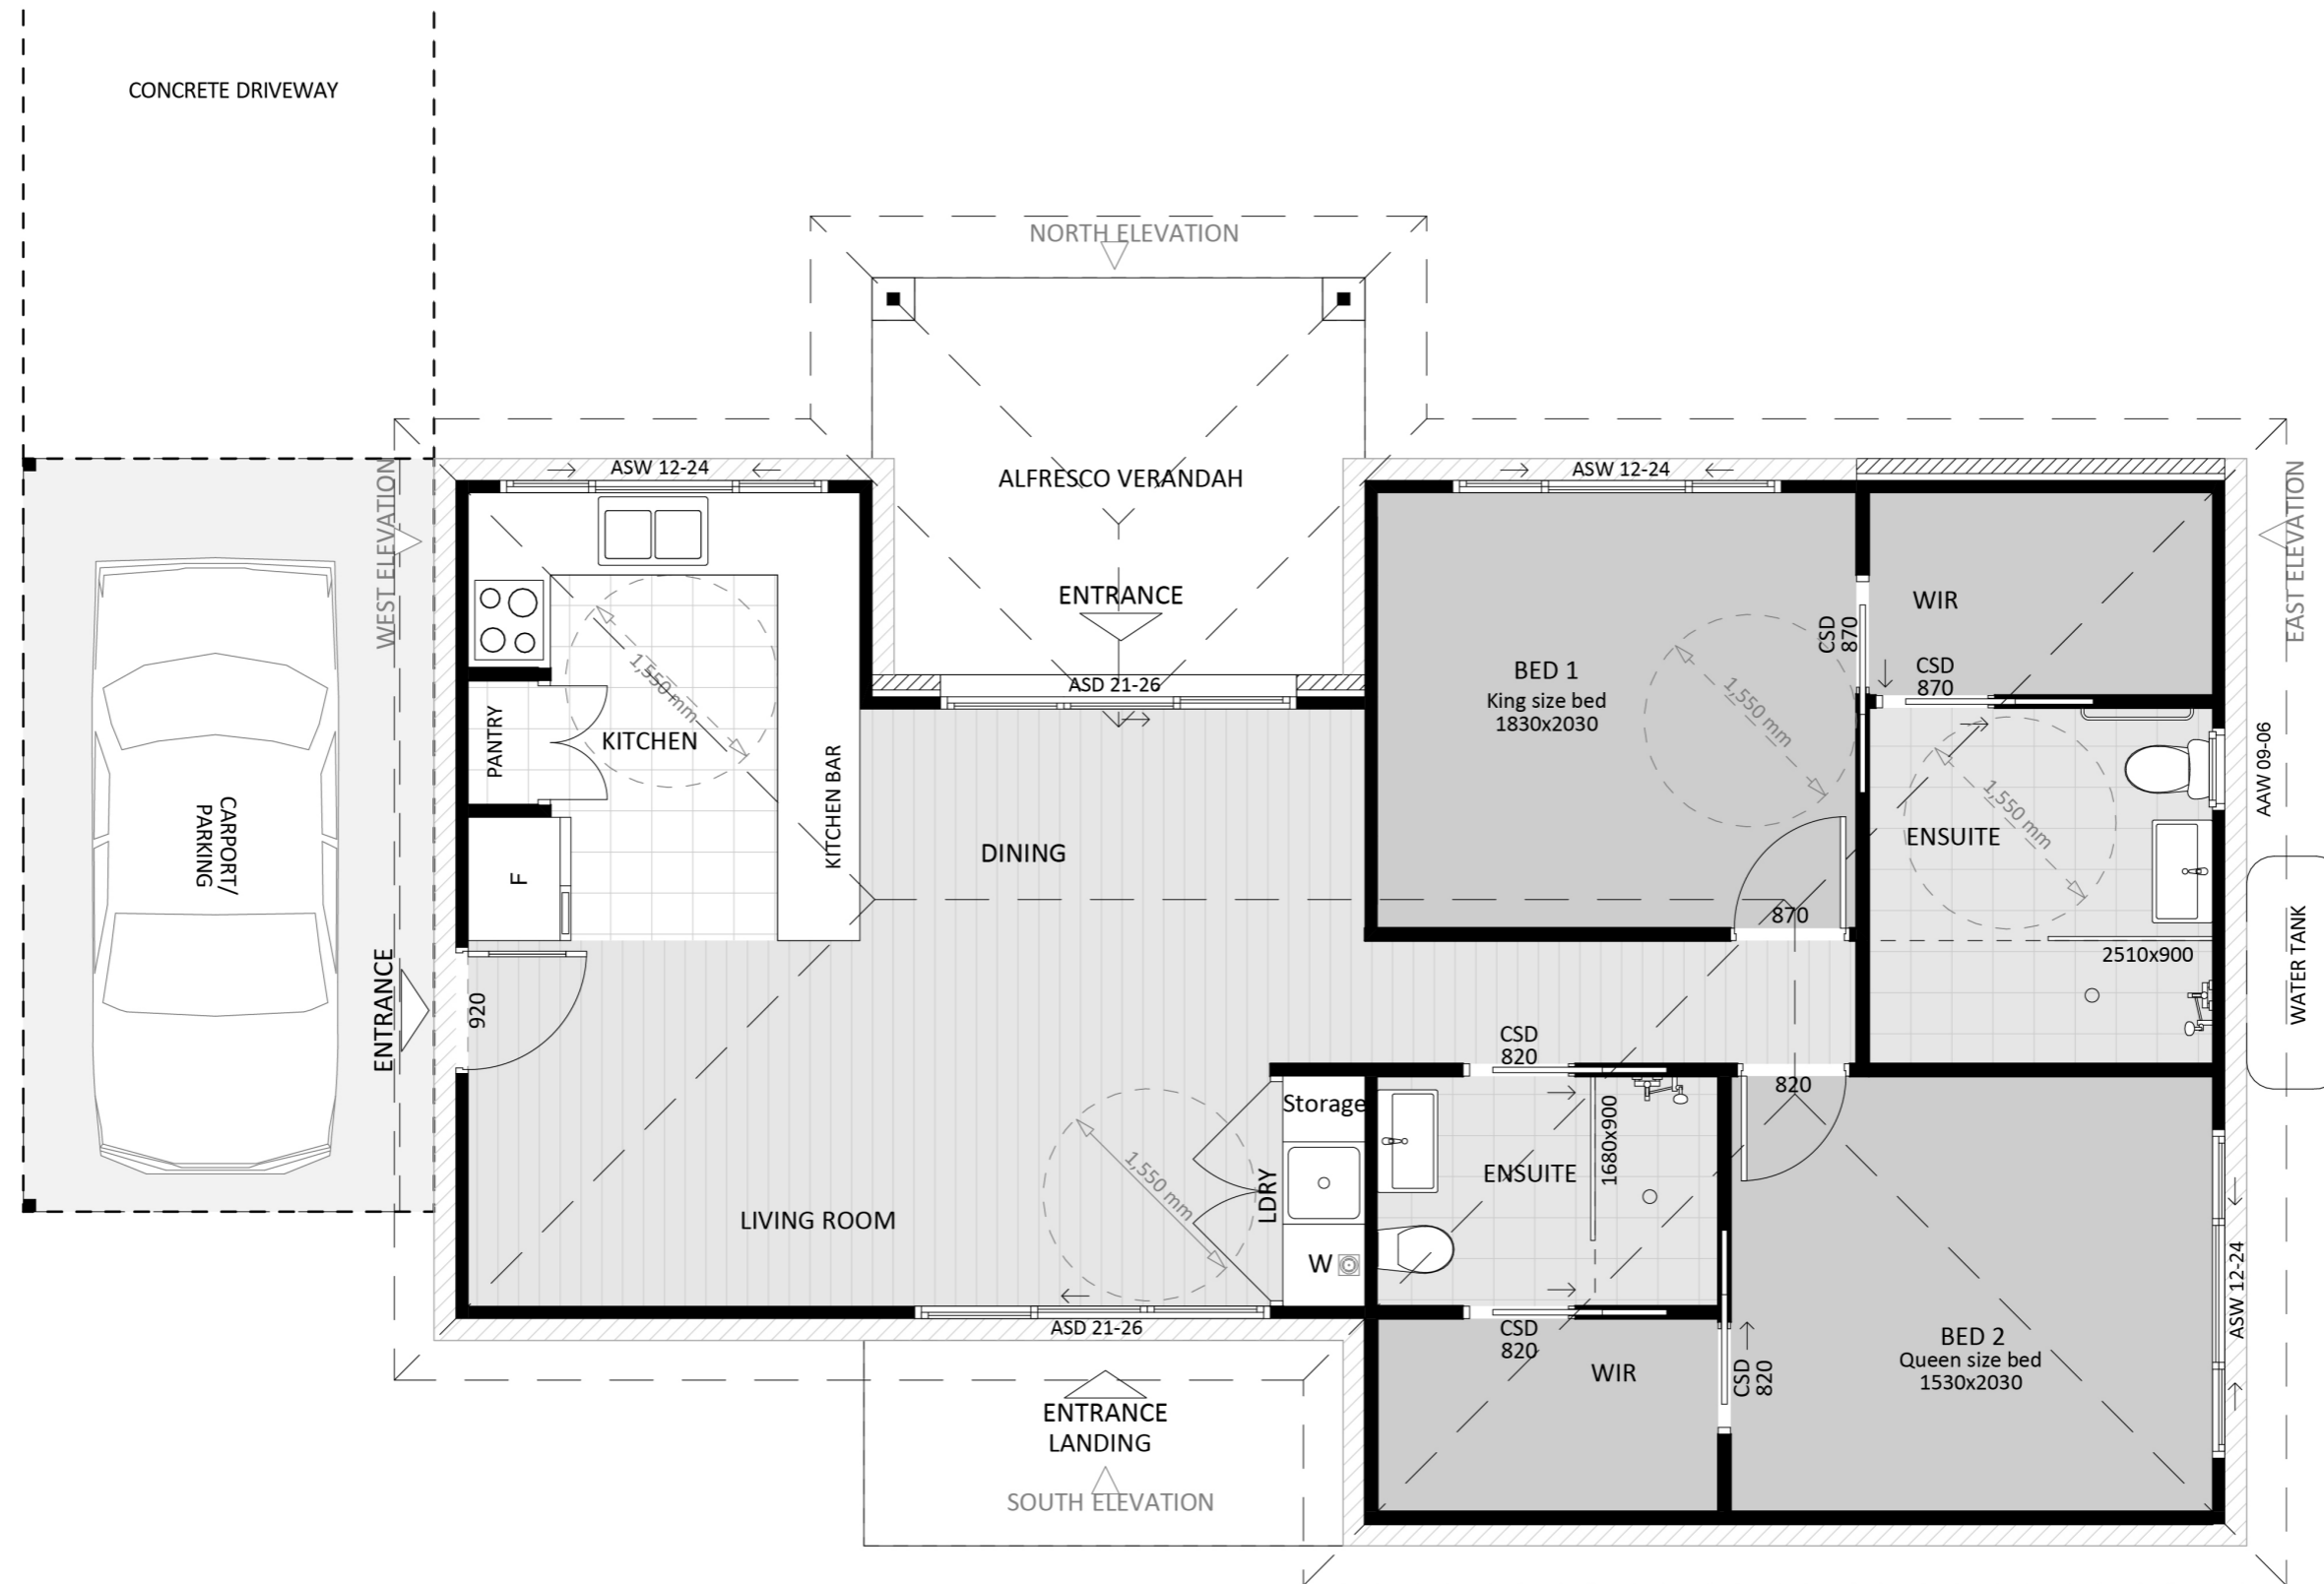 CONCRETE DRIVEWAY
NORTH ELEVATION
WEST ELEVATION
ASW 12-24
ALFRESCO VERANDAH
ENTRANCE
ASD 21-26
ASW 12-24
EAST ELEVATION
BED 1
King size bed
1830x2030
1,550 mm
CSD
870
WIR
CSD
870
1,550 mm
PANTRY
KITCHEN
KITCHEN BAR
F
CARPORT/
PARKING
DINING
870
ENSUITE
1,550 mm
2510x900
AAW 09-06
WATER TANK
ENTRANCE
920
CSD
820
820
Storage
LDRY
W
1,550 mm
LIVING ROOM
ENSUITE
1680x900
ASD 21-26
CSD
820
WIR
CSD
820
BED 2
Queen size bed
1530x2030
ASW 12-24
ENTRANCE
LANDING
SOUTH ELEVATION